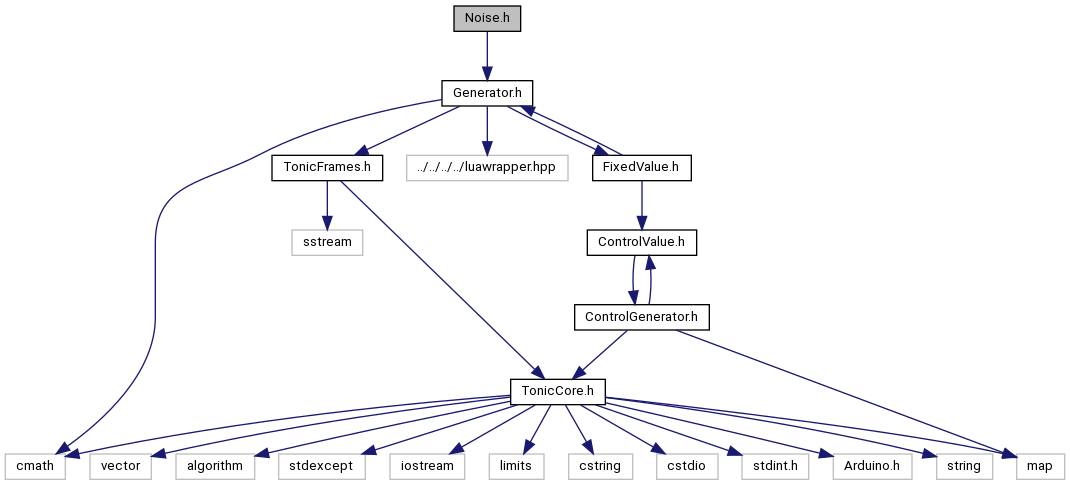 Noise.h
Generator.h
TonicFrames.h
../../../../luawrapper.hpp
FixedValue.h
sstream
ControlValue.h
ControlGenerator.h
TonicCore.h
cmath
vector
algorithm
stdexcept
iostream
limits
cstring
cstdio
stdint.h
Arduino.h
string
map